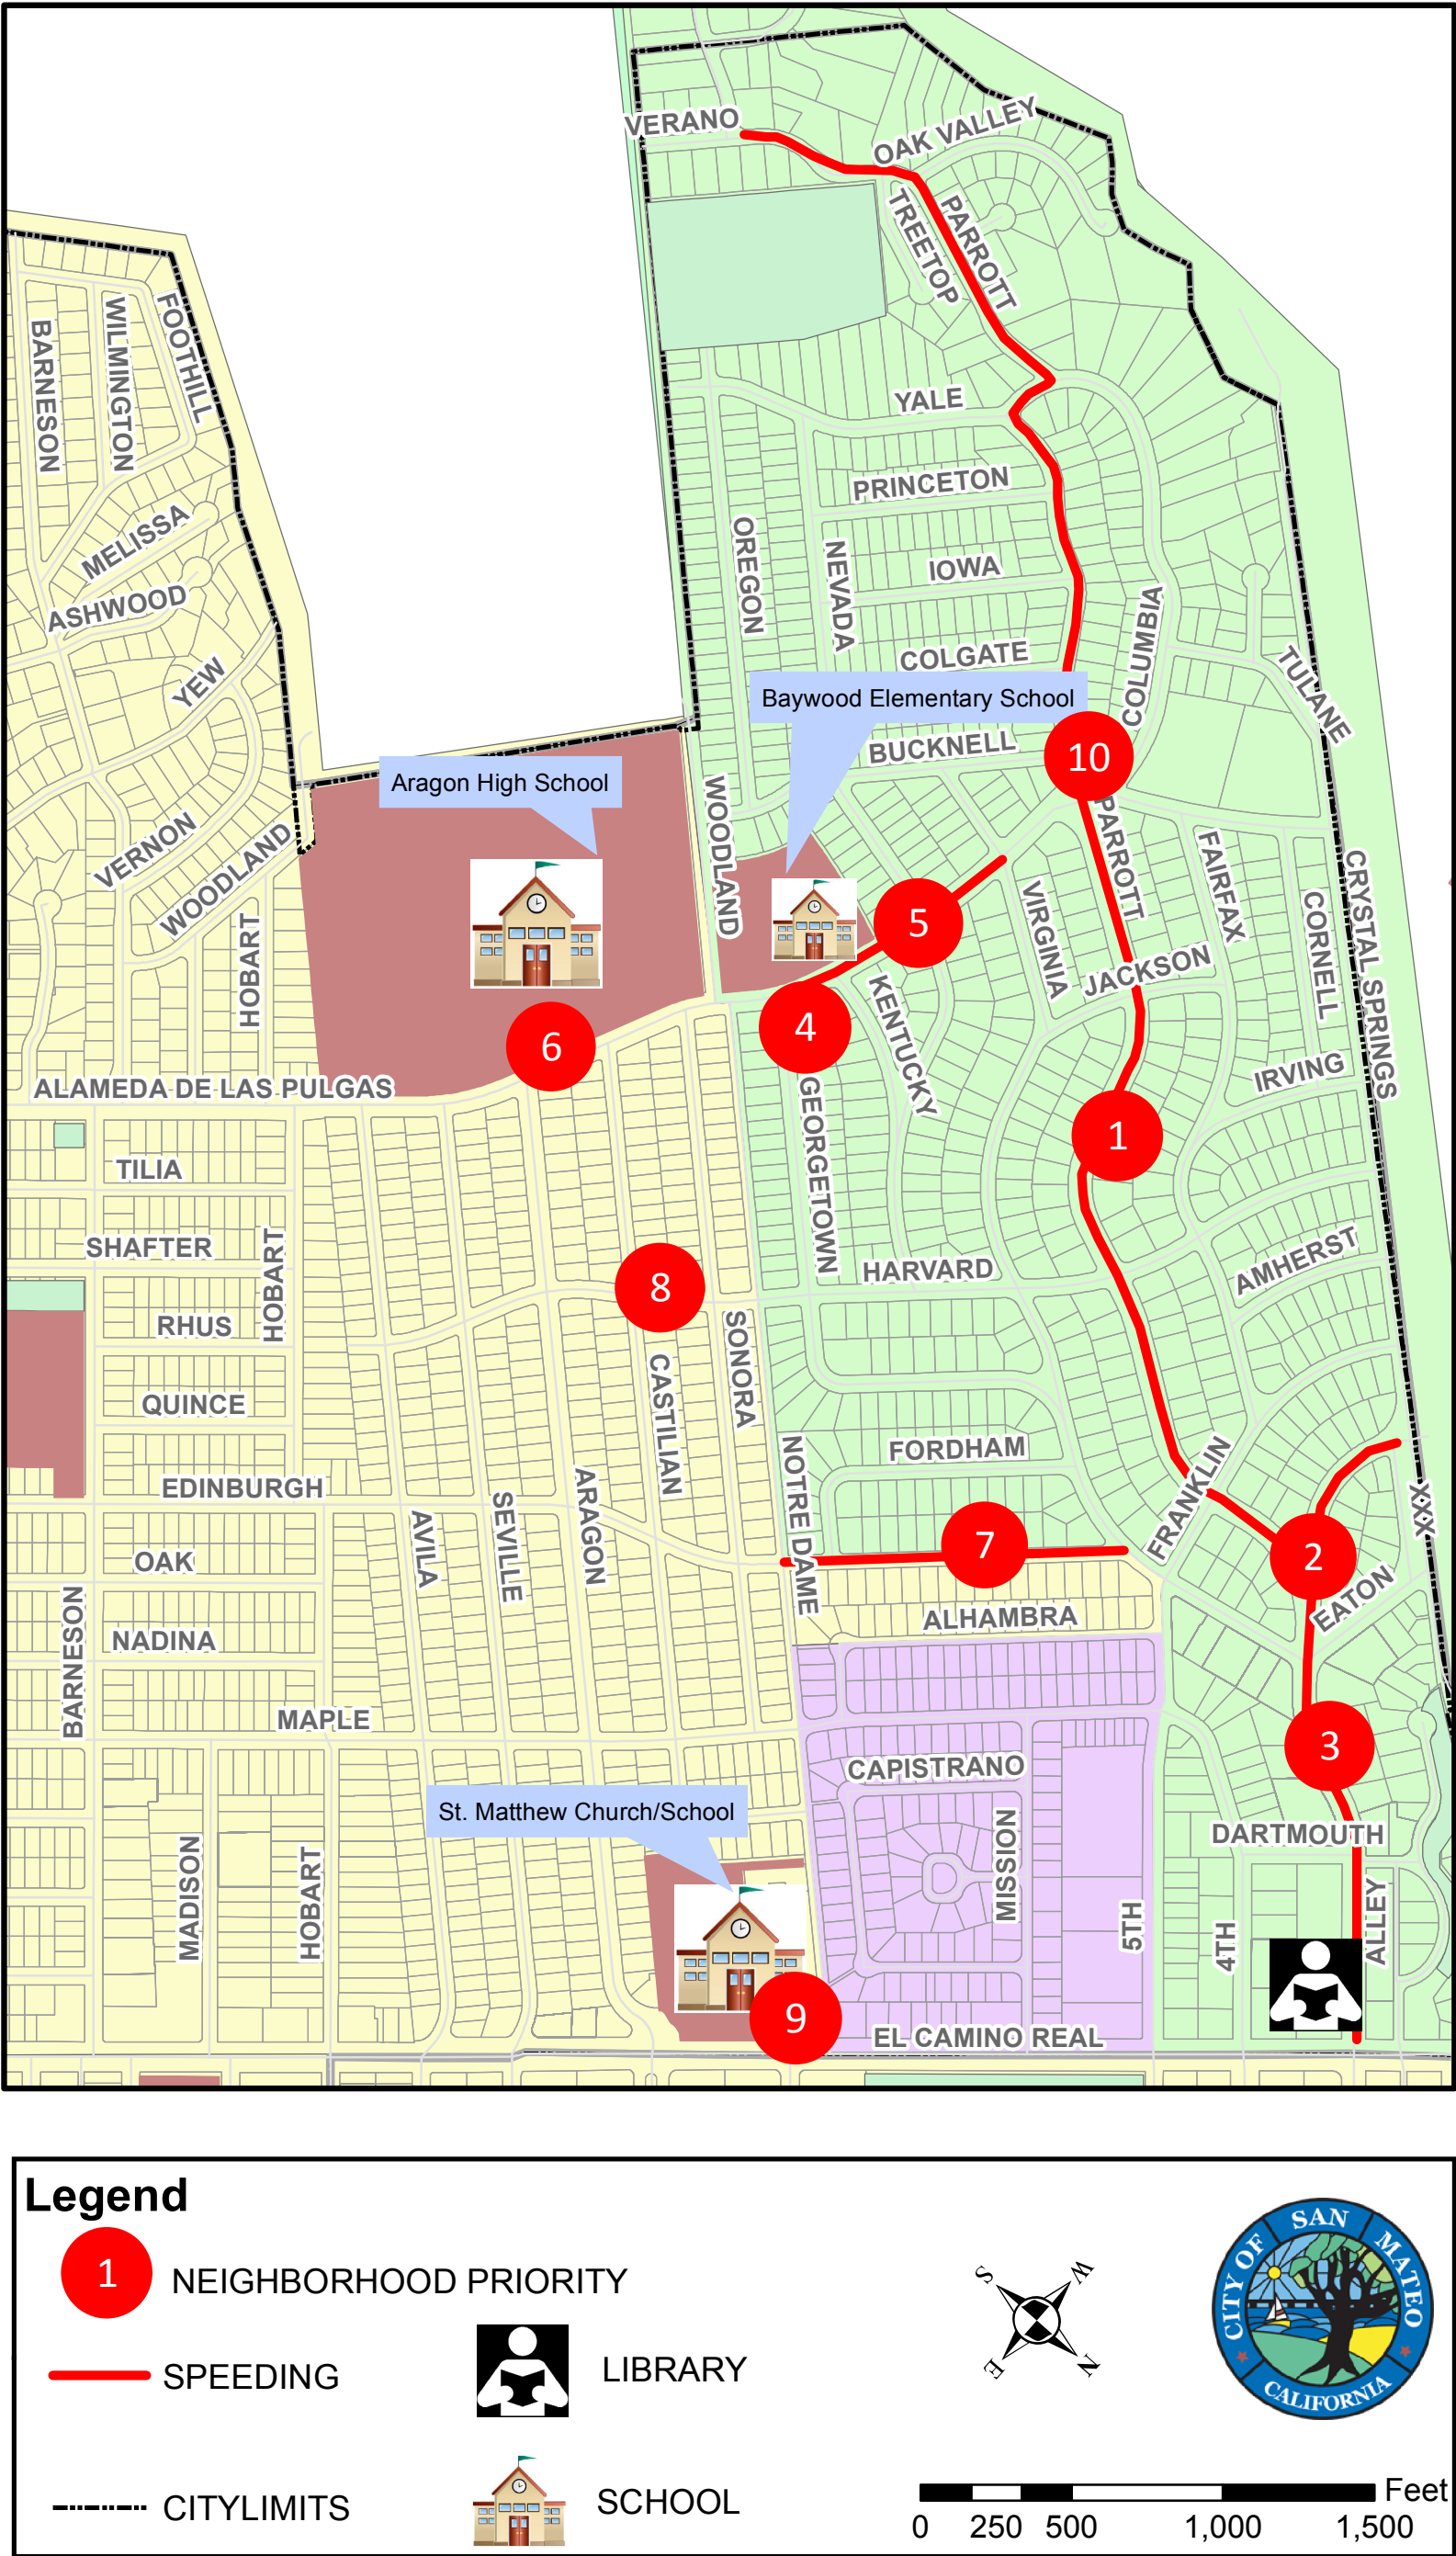 VERANO
OAK VALLEY
TREETOP
PARROTT
BARNESON
WILMINGTON
FOOTHILL
YALE
PRINCETON
MELISSA
OREGON
NEVADA
IOWA
ASHWOOD
COLUMBIA
COLGATE
YEW
TULANE
Baywood Elementary School
BUCKNELL
10
Aragon High School
WOODLAND
PARROTT
VERNON
WOODLAND
FAIRFAX
CRYSTAL SPRINGS
HOBART
5
VIRGINIA
CORNELL
JACKSON
KENTUCKY
4
6
ALAMEDA DE LAS PULGAS
IRVING
GEORGETOWN
1
TILIA
SHAFTER
HOBART
HARVARD
AMHERST
8
RHUS
SONORA
CASTILIAN
QUINCE
FORDHAM
NOTRE DAME
FRANKLIN
EDINBURGH
ARAGON
SEVILLE
AVILA
XXX
7
2
OAK
EATON
BARNESON
ALHAMBRA
NADINA
MAPLE
3
CAPISTRANO
St. Matthew Church/School
DARTMOUTH
MADISON
HOBART
MISSION
5TH
4TH
ALLEY
9
EL CAMINO REAL
Legend
1 NEIGHBORHOOD PRIORITY
SPEEDING
LIBRARY
CITYLIMITS
SCHOOL
S
W
E
N
CITY OF SAN MATEO
CALIFORNIA
Feet
0 250 500 1,000 1,500